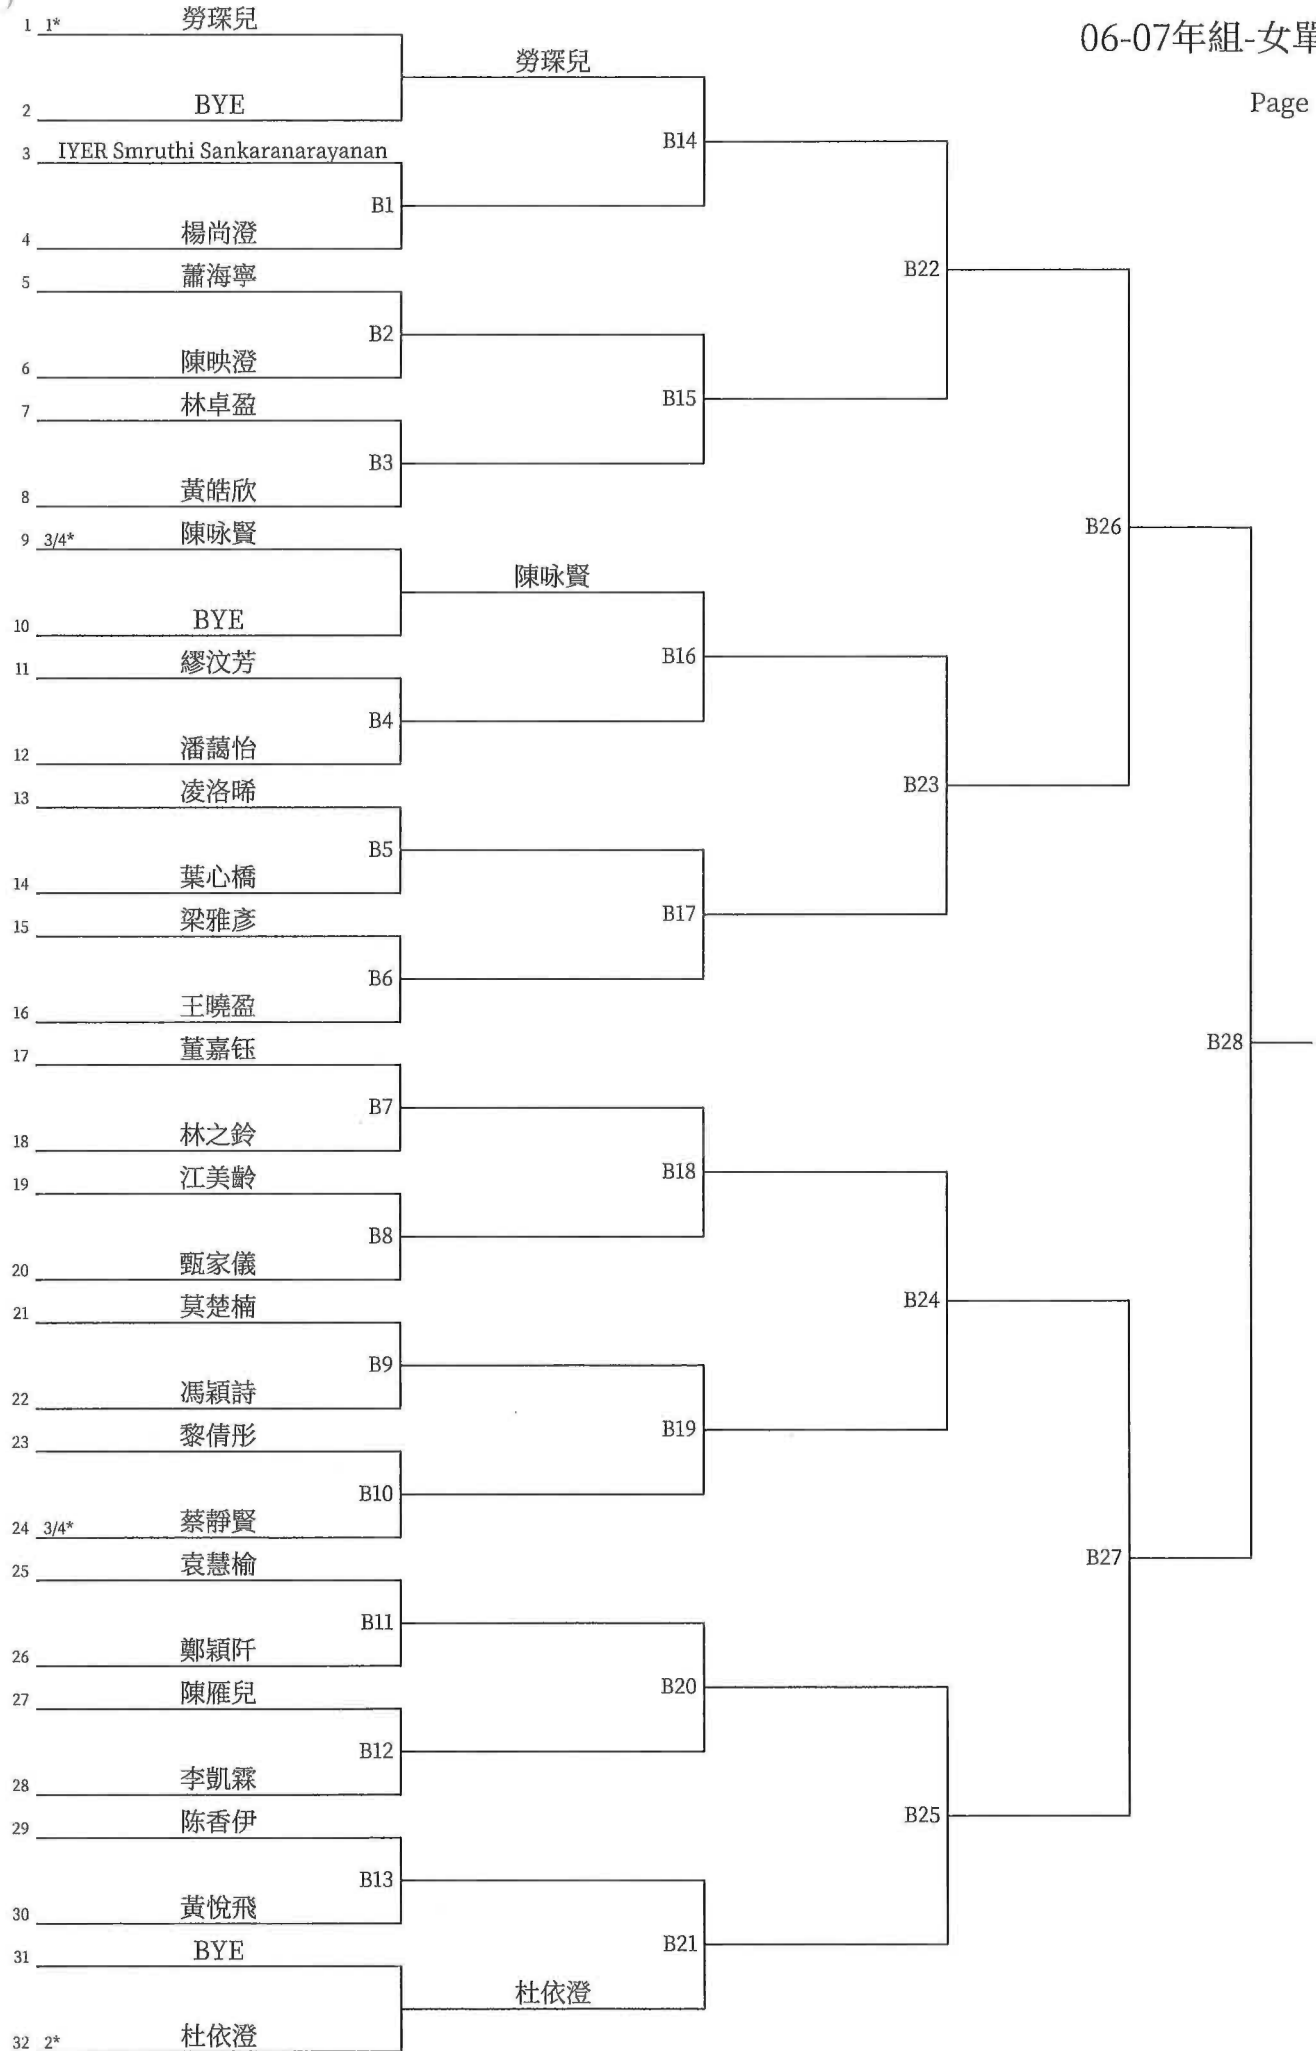 06-07年組-女單
Page
1 1* 勞琛兒
勞琛兒
2 BYE
3 IYER Smruthi Sankaranarayanan
B14
B1
4 楊尚澄
5 蕭海寧
B22
B2
6 陳映澄
7 林卓盈
B15
B3
8 黃皓欣
9 3/4* 陳咏賢
B26
陳咏賢
10 BYE
11 繆汶芳
B16
B4
12 潘藹怡
13 凌洛晞
B23
B5
14 葉心橋
15 梁雅彥
B17
B6
16 王曉盈
17 董嘉钰
B28
B7
18 林之鈴
19 江美齡
B18
B8
20 甄家儀
21 莫楚楠
B24
B9
22 馮穎詩
23 黎倩彤
B19
B10
24 3/4* 蔡靜賢
25 袁慧榆
B27
B11
26 鄭穎阡
27 陳雁兒
B20
B12
28 李凱霖
29 陈香伊
B25
B13
30 黃悅飛
31 BYE
B21
杜依澄
32 2* 杜依澄